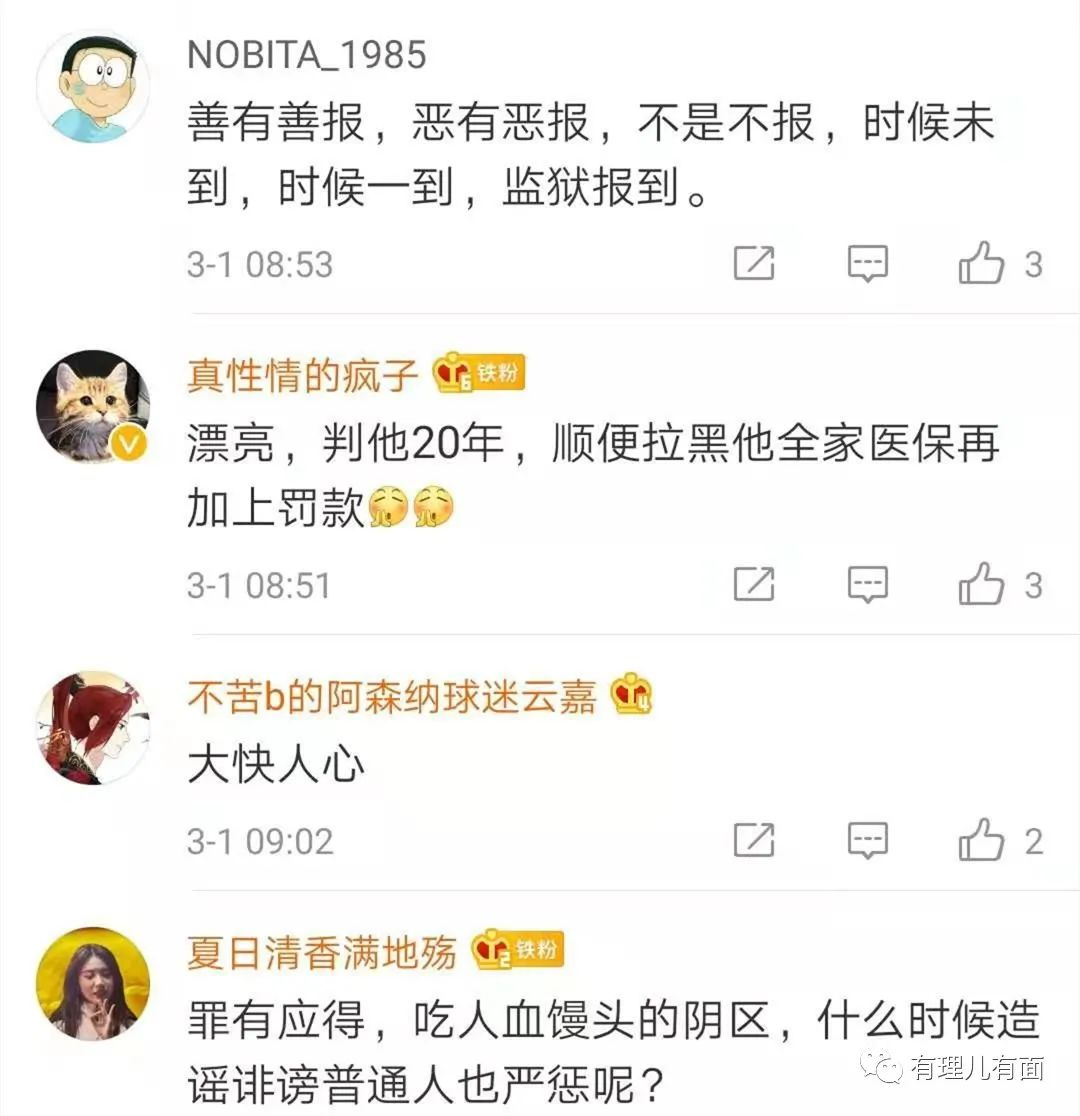 NOBITA_1985
善有善报，恶有恶报，不是不报，时候未
到，时候一到，监狱报到。
3-1 08:53
3
真性情的疯子 6 铁粉
漂亮，判他20年，顺便拉黑他全家医保再
加上罚款
3-1 08:51
3
不苦b的阿森纳球迷云嘉 4
大快人心
3-1 09:02
2
夏日清香满地殇 2 铁粉
罪有应得，吃人血馒头的阴区，什么时候造
谣诽谤普通人也严惩呢？
有理儿有面